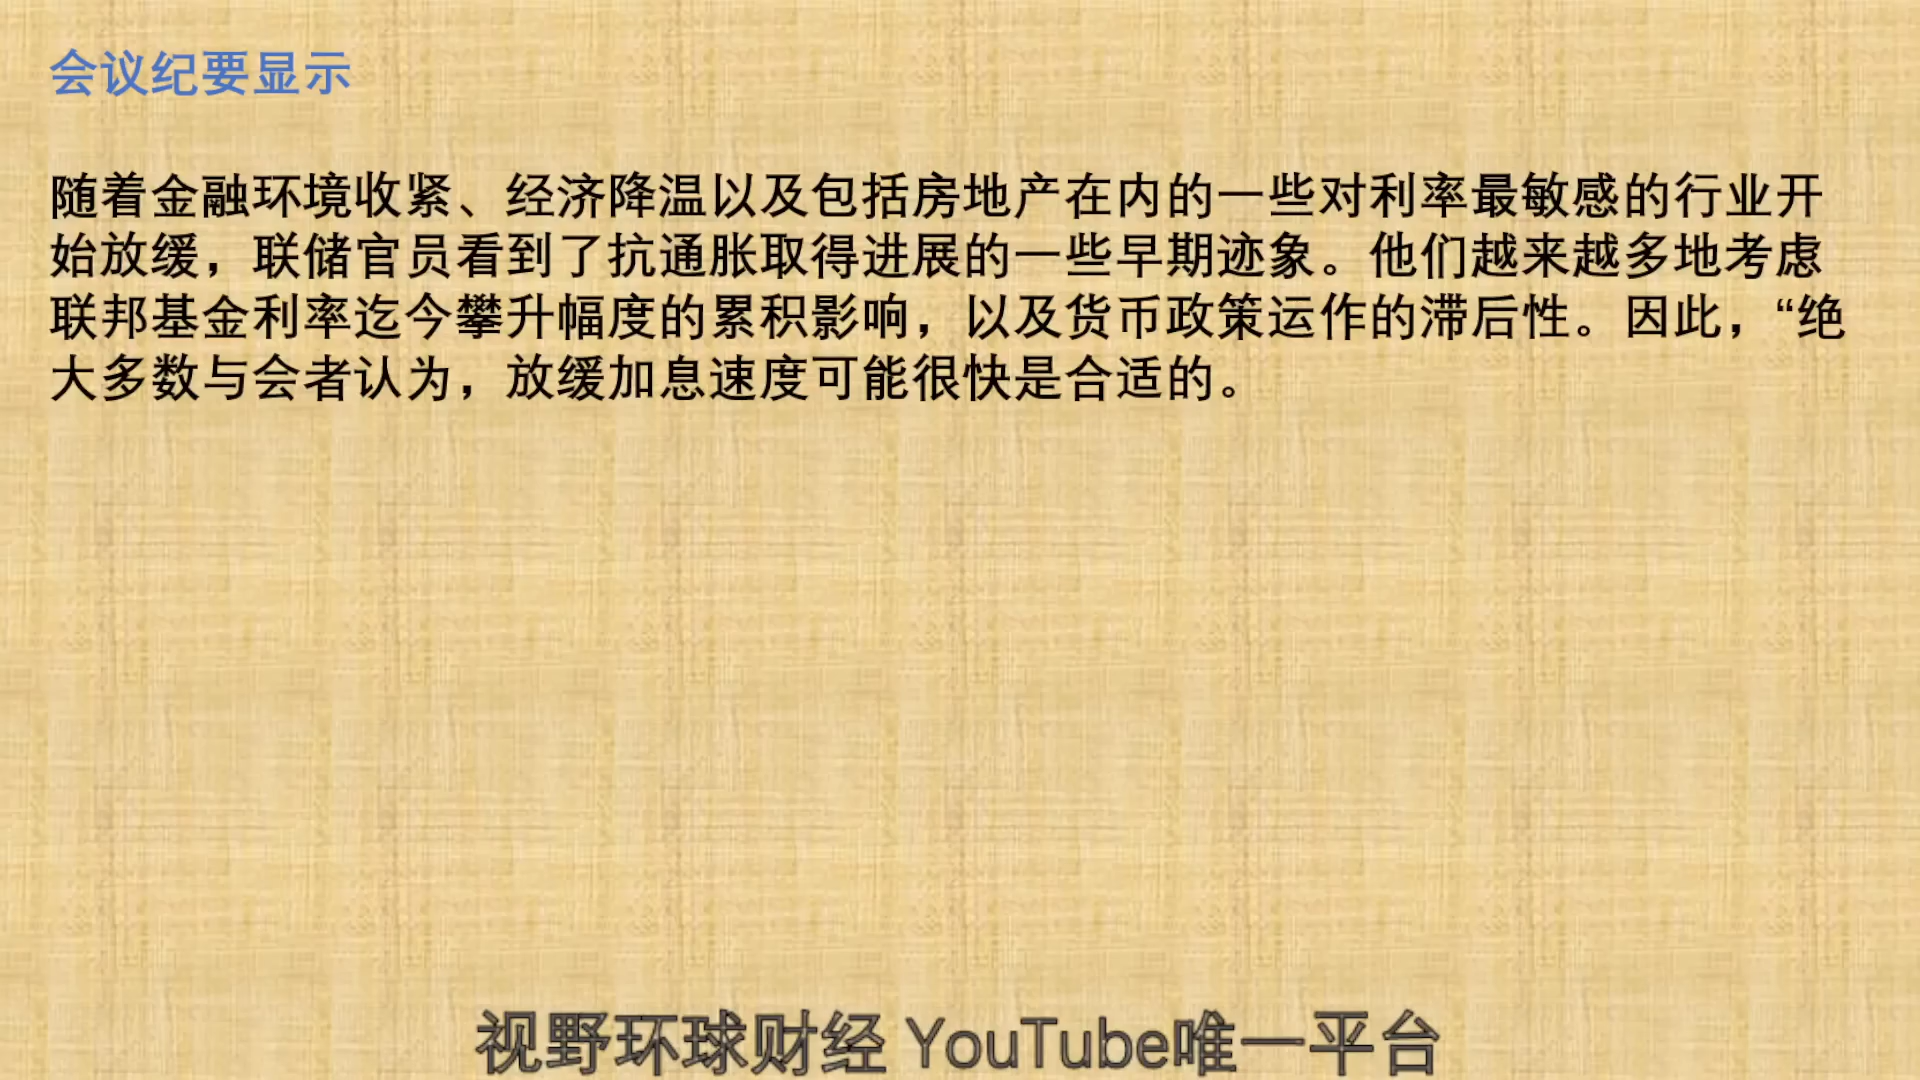 会议纪要显示
随着金融环境收紧、经济降温以及包括房地产在内的一些对利率最敏感的行业开
始放缓，联储官员看到了抗通胀取得进展的一些早期迹象。他们越来越多地考虑
联邦基金利率迄今攀升幅度的累积影响，以及货币政策运作的滞后性。因此，“绝
大多数与会者认为，放缓加息速度可能很快是合适的。
视野环球财经 YouTube唯一平台